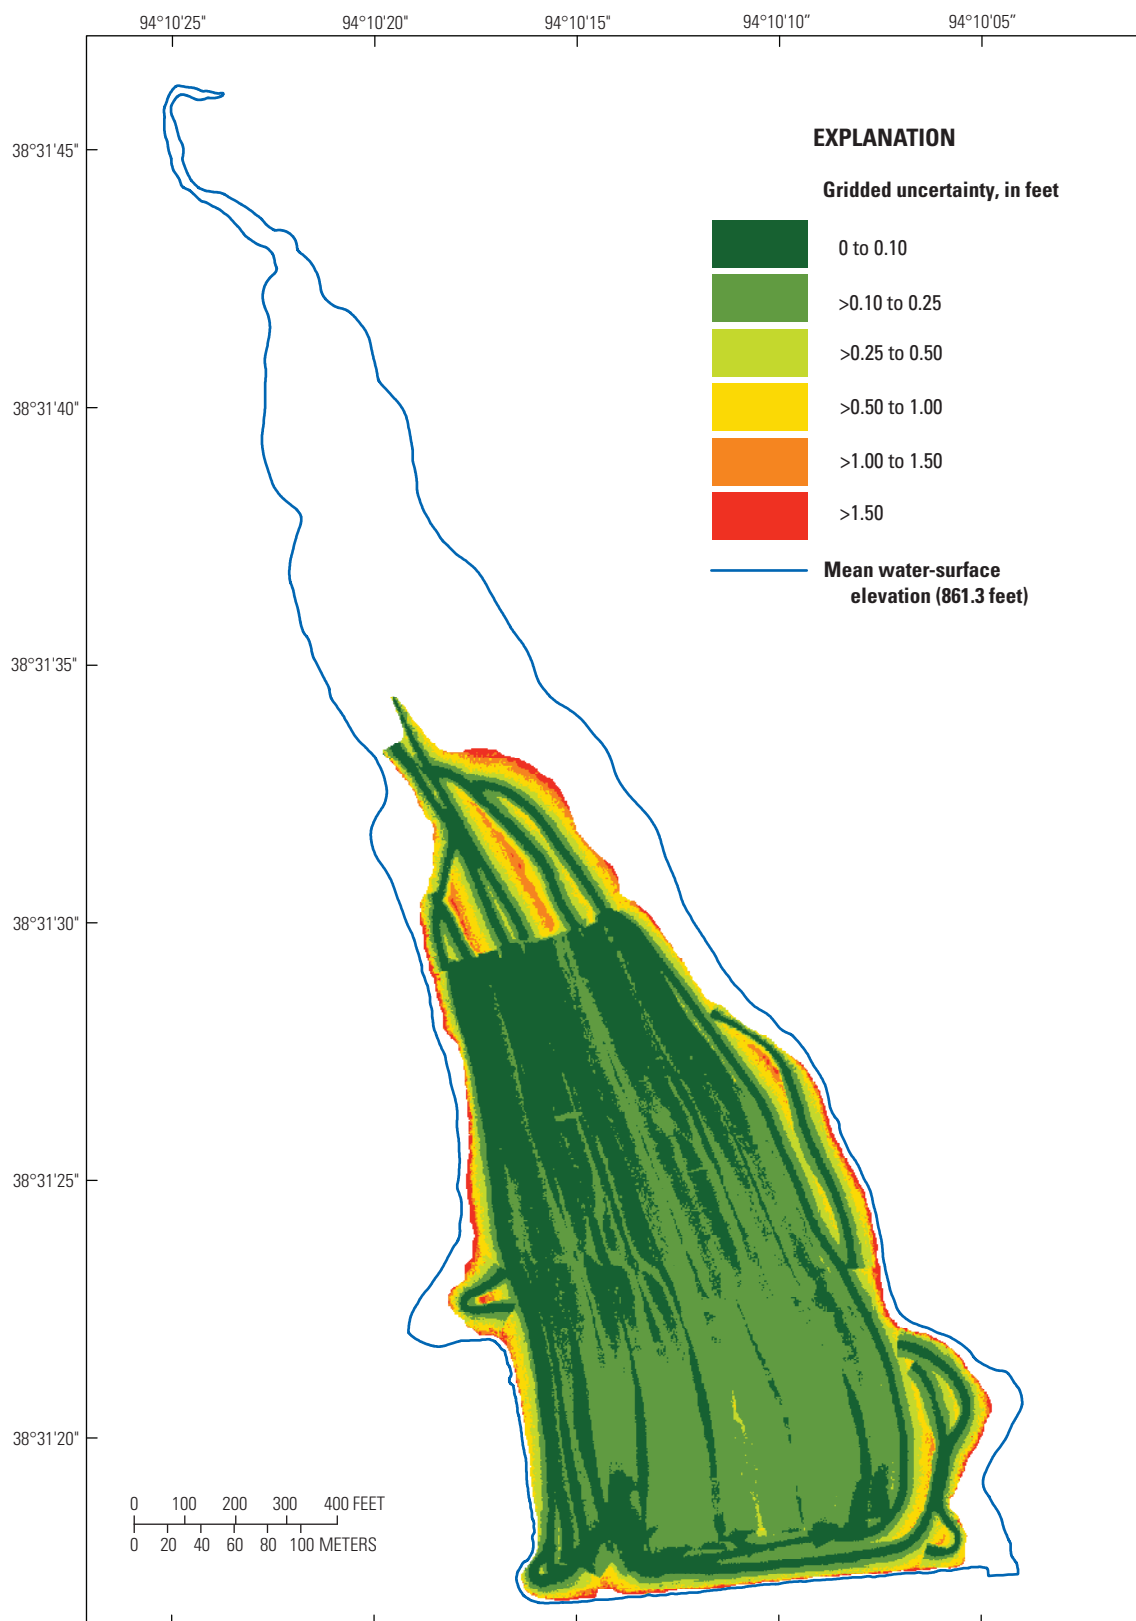 94°10'25" 94°10'20" 94°10'15" 94°10'10" 94°10'05"
EXPLANATION
Gridded uncertainty, in feet
0 to 0.10
>0.10 to 0.25
>0.25 to 0.50
>0.50 to 1.00
>1.00 to 1.50
>1.50
Mean water-surface
elevation (861.3 feet)
38°31'45"
38°31'40"
38°31'35"
38°31'30"
38°31'25"
38°31'20"
0 100 200 300 400 FEET
0 20 40 60 80 100 METERS